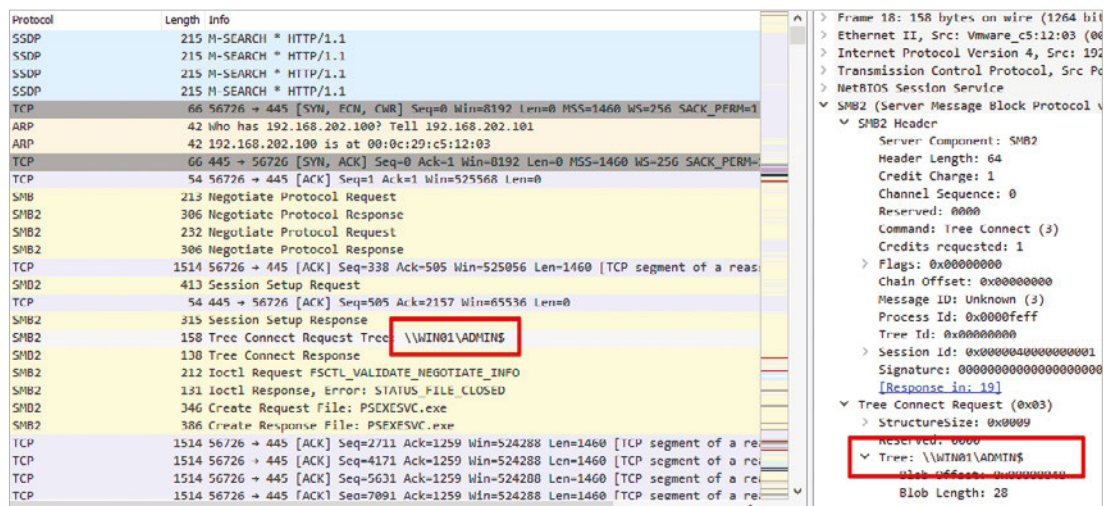 Protocol Length Info
SSDP 215 M-SEARCH * HTTP/1.1
SSDP 215 M-SEARCH * HTTP/1.1
SSDP 215 M-SEARCH * HTTP/1.1
SSDP 215 M-SEARCH * HTTP/1.1
TCP 66 56726 → 445 [SYN, ECN, CWR] Seq=0 Win=8192 Len=0 MSS=1460 WS=256 SACK_PERM=1
ARP 42 Who has 192.168.202.100? Tell 192.168.202.101
ARP 42 192.168.202.100 is at 00:0c:29:c5:12:03
TCP 66 445 → 56726 [SYN, ACK] Seq=0 Ack=1 Win=8192 Len=0 MSS=1460 WS=256 SACK_PERM=
TCP 54 56726 → 445 [ACK] Seq=1 Ack=1 Win=525568 Len=0
SMB 213 Negotiate Protocol Request
SMB2 306 Negotiate Protocol Response
SMB2 232 Negotiate Protocol Request
SMB2 306 Negotiate Protocol Response
TCP 1514 56726 → 445 [ACK] Seq=338 Ack=505 Win=525056 Len=1460 [TCP segment of a reas
SMB2 413 Session Setup Request
TCP 54 445 → 56726 [ACK] Seq=505 Ack=2157 Win=65536 Len=0
SMB2 315 Session Setup Response
SMB2 158 Tree Connect Request Tree: \\WIN01\ADMIN$
SMB2 138 Tree Connect Response
SMB2 212 Ioctl Request FSCTL_VALIDATE_NEGOTIATE_INFO
SMB2 131 Ioctl Response, Error: STATUS_FILE_CLOSED
SMB2 346 Create Request File: PSEXESVC.exe
SMB2 386 Create Response File: PSEXESVC.exe
TCP 1514 56726 → 445 [ACK] Seq=2711 Ack=1259 Win=524288 Len=1460 [TCP segment of a rea
TCP 1514 56726 → 445 [ACK] Seq=4171 Ack=1259 Win=524288 Len=1460 [TCP segment of a rea
TCP 1514 56726 → 445 [ACK] Seq=5631 Ack=1259 Win=524288 Len=1460 [TCP segment of a rea
TCP 1514 56726 → 445 [ACK] Seq=7091 Ack=1259 Win=524288 Len=1460 [TCP segment of a rea
Frame 18: 158 bytes on wire (1264 bit
Ethernet II, Src: Vmware_c5:12:03 (00
Internet Protocol Version 4, Src: 192
Transmission Control Protocol, Src Po
NetBIOS Session Service
SMB2 (Server Message Block Protocol v
SMB2 Header
Server Component: SMB2
Header Length: 64
Credit Charge: 1
Channel Sequence: 0
Reserved: 0000
Command: Tree Connect (3)
Credits requested: 1
Flags: 0x00000000
Chain Offset: 0x00000000
Message ID: Unknown (3)
Process Id: 0x0000feff
Tree Id: 0x00000000
Session Id: 0x0000040000000001
Signature: 00000000000000000000
[Response in: 19]
Tree Connect Request (0x03)
StructureSize: 0x0009
Reserved: 0000
Tree: \\WIN01\ADMIN$
Blob Offset: 0x00000048
Blob Length: 28